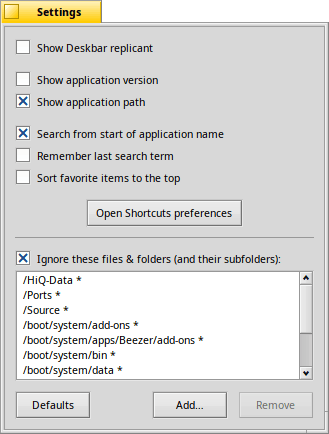 Settings
Show Deskbar replicant
Show application version
Show application path
Search from start of application name
Remember last search term
Sort favorite items to the top
Open Shortcuts preferences
Ignore these files & folders (and their subfolders):
/HiQ-Data *
/Ports *
/Source *
/boot/system/add-ons *
/boot/system/apps/Beezer/add-ons *
/boot/system/bin *
/boot/system/data *
Defaults
Add...
Remove